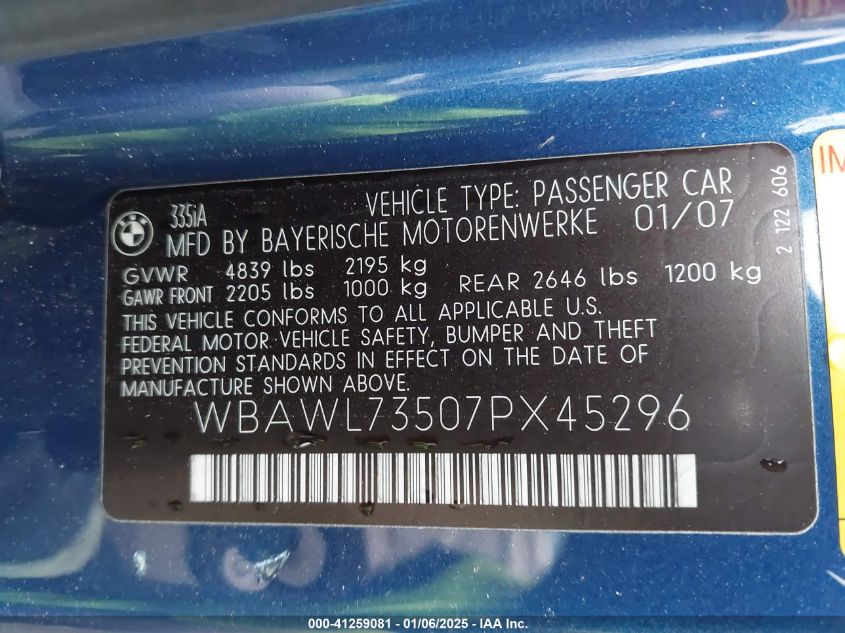 335iA
VEHICLE TYPE: PASSENGER CAR
MFD BY BAYERISCHE MOTORENWERKE 01/07
GVWR 4839 lbs 2195 kg
GAWR FRONT 2205 lbs 1000 kg REAR 2646 lbs 1200 kg
THIS VEHICLE CONFORMS TO ALL APPLICABLE U.S.
FEDERAL MOTOR VEHICLE SAFETY, BUMPER AND THEFT
PREVENTION STANDARDS IN EFFECT ON THE DATE OF
MANUFACTURE SHOWN ABOVE.
WBAWL73507PX45296
2 122 606
BMW
IM
000-41259081 - 01/06/2025 - IAA Inc.